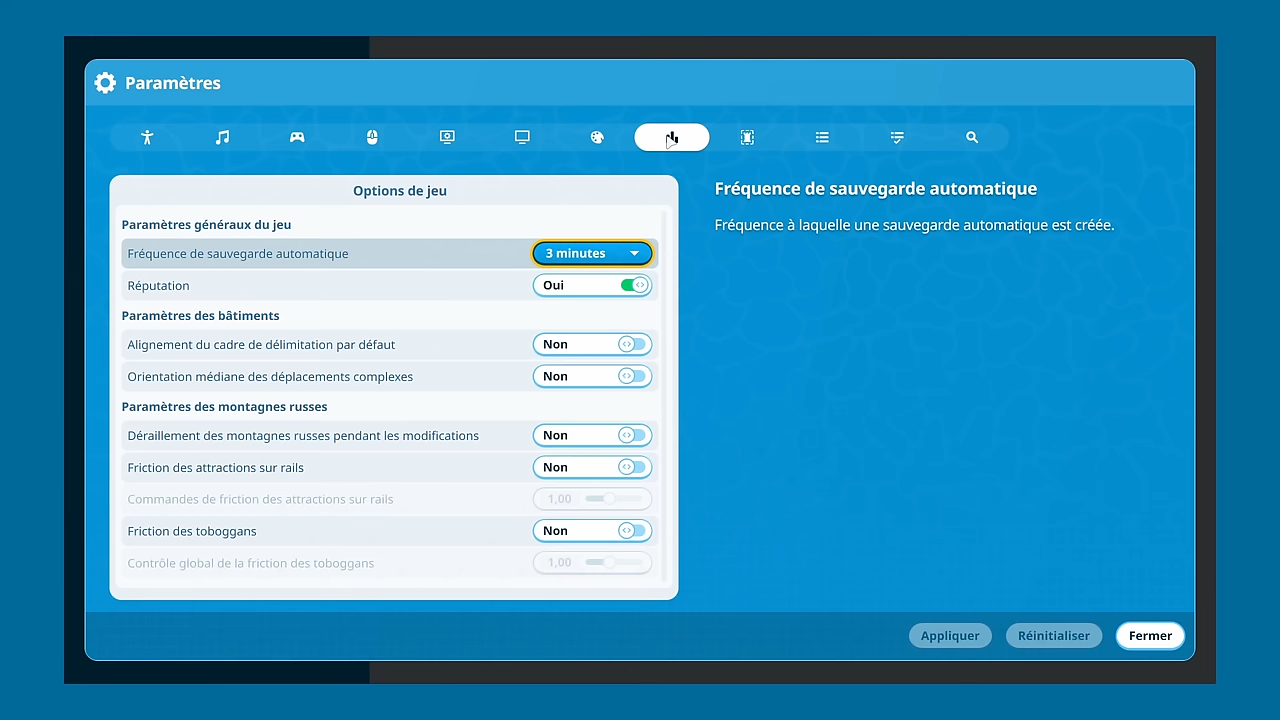 Paramètres
Options de jeu
Paramètres généraux du jeu
Fréquence de sauvegarde automatique
3 minutes
Réputation
Oui
Paramètres des bâtiments
Alignement du cadre de délimitation par défaut
Non
Orientation médiane des déplacements complexes
Non
Paramètres des montagnes russes
Déraillement des montagnes russes pendant les modifications
Non
Friction des attractions sur rails
Non
Commandes de friction des attractions sur rails
1,00
Friction des toboggans
Non
Contrôle global de la friction des toboggans
1,00
Fréquence de sauvegarde automatique
Fréquence à laquelle une sauvegarde automatique est créée.
Appliquer
Réinitialiser
Fermer